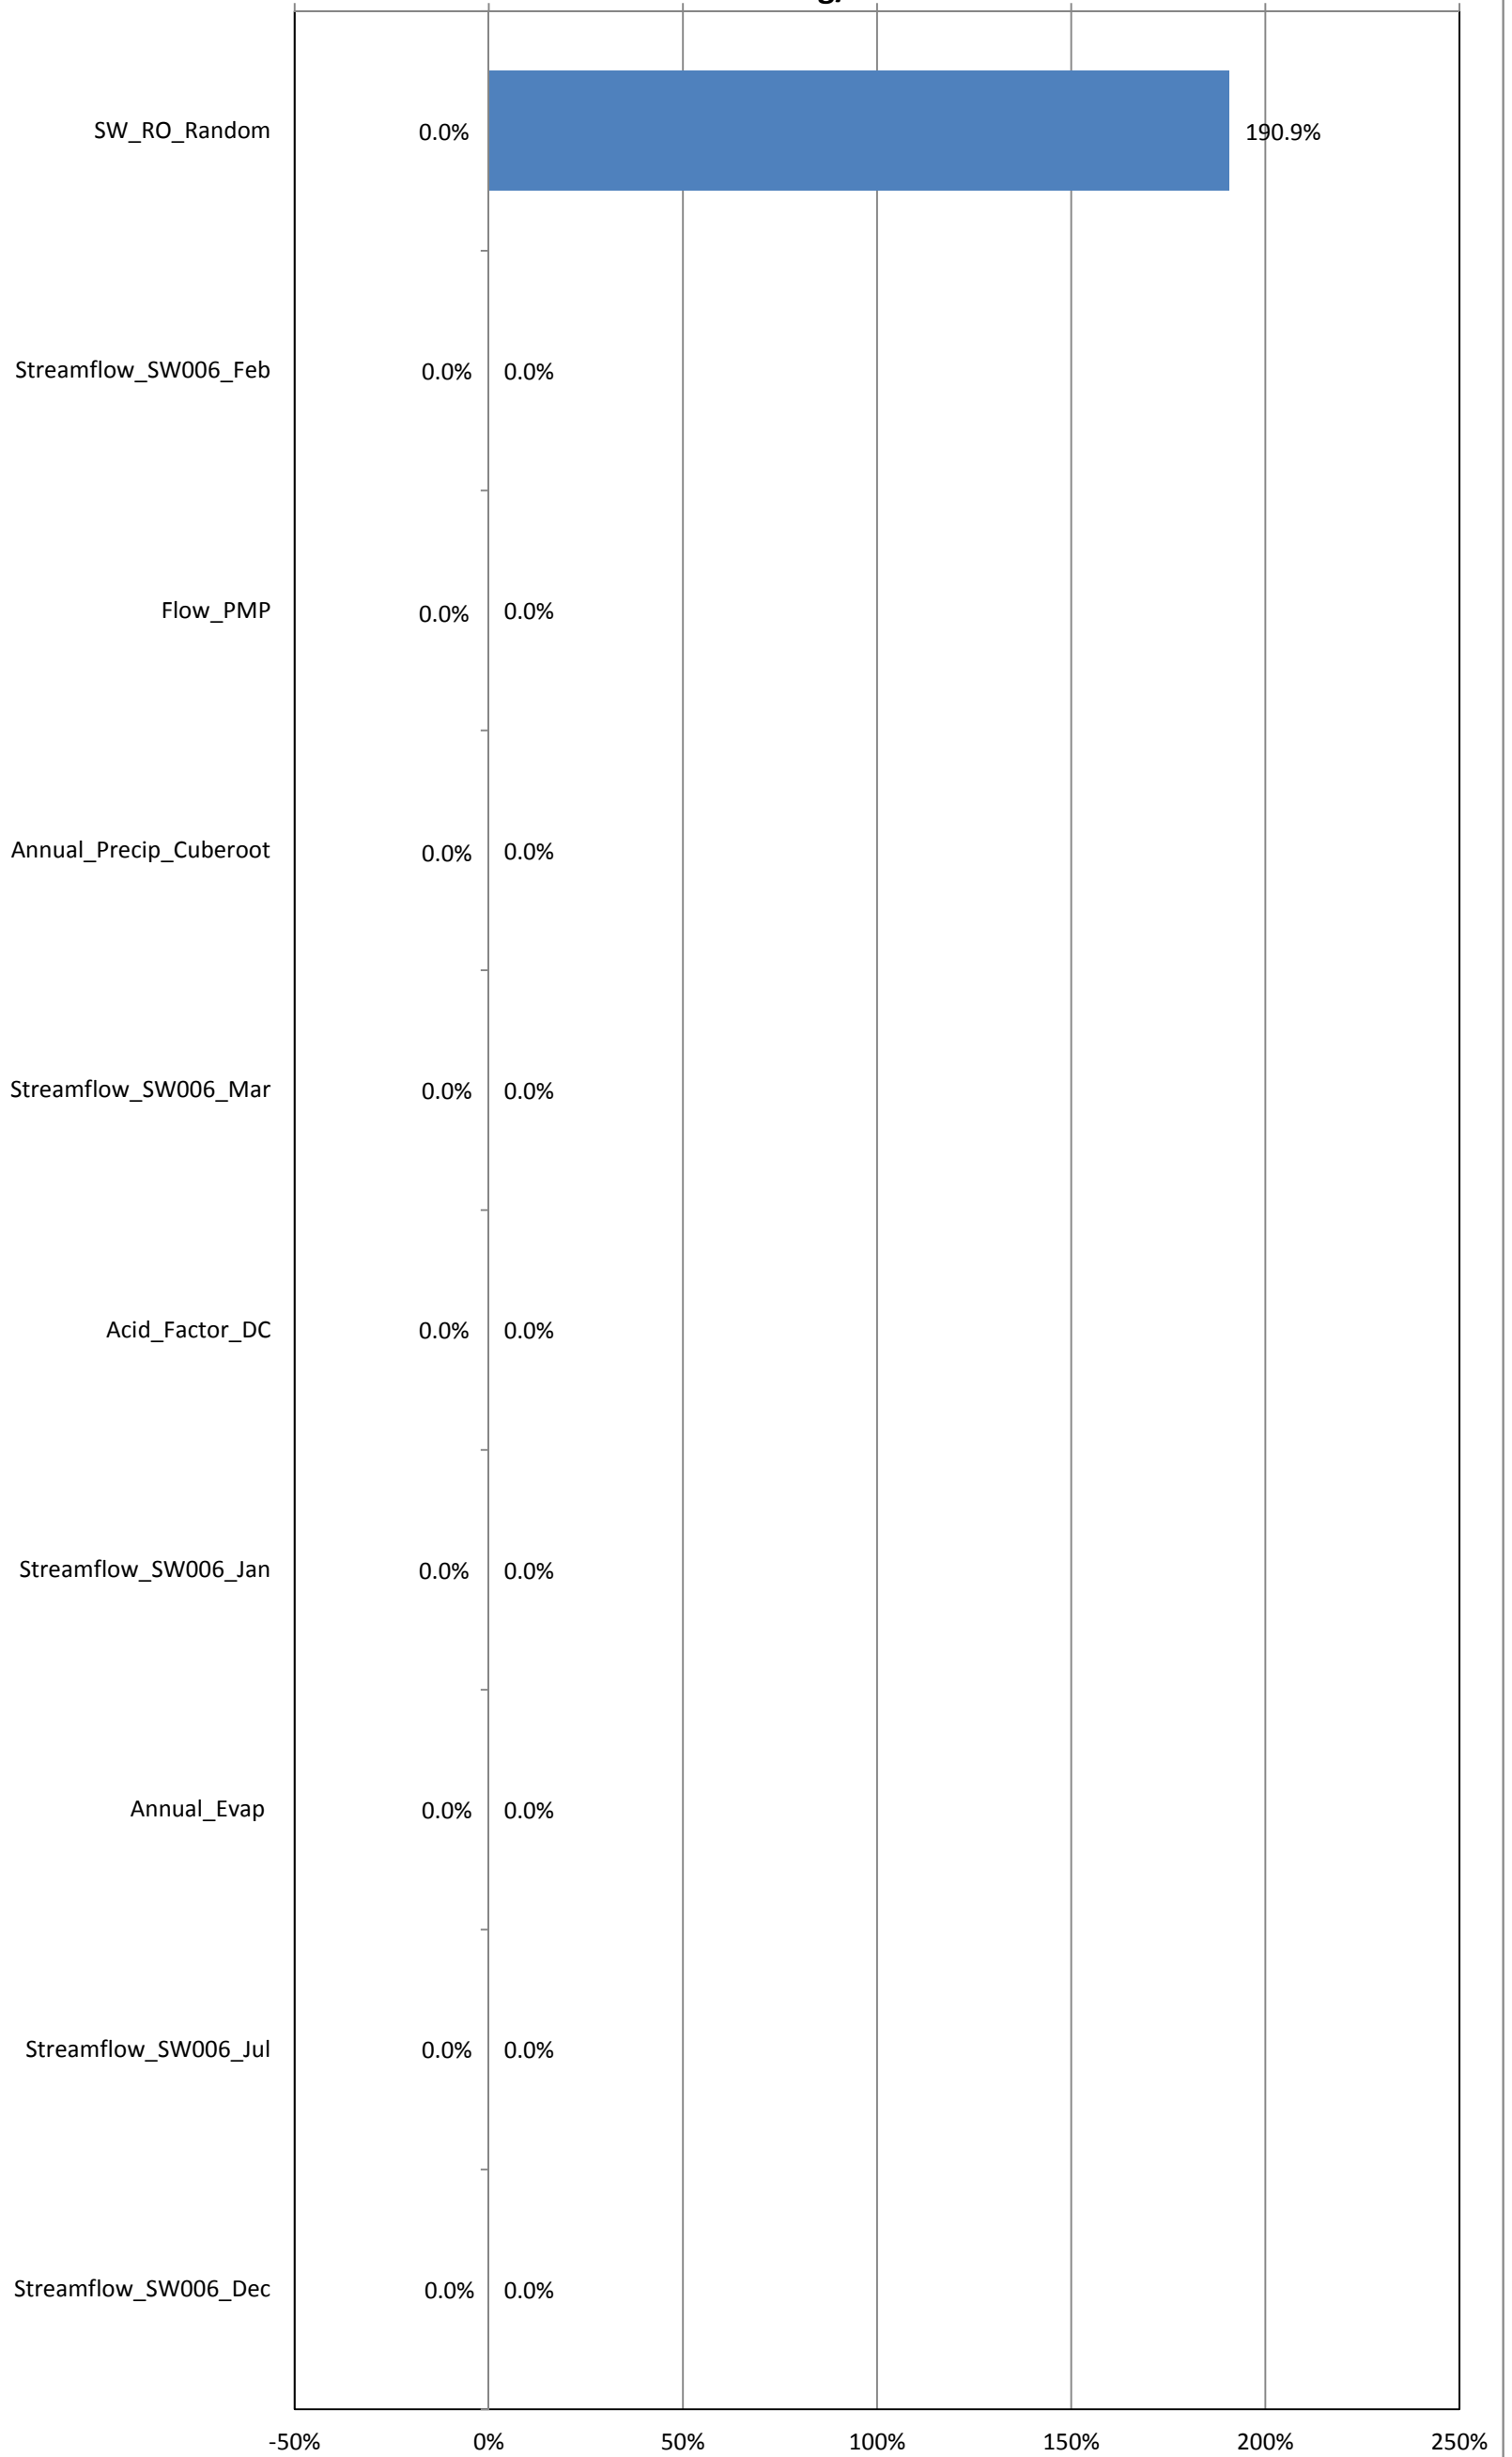 SW_RO_Random 0.0% 190.9%
Streamflow_SW006_Feb 0.0% 0.0%
Flow_PMP 0.0% 0.0%
Annual_Precip_Cuberoot 0.0% 0.0%
Streamflow_SW006_Mar 0.0% 0.0%
Acid_Factor_DC 0.0% 0.0%
Streamflow_SW006_Jan 0.0% 0.0%
Annual_Evap 0.0% 0.0%
Streamflow_SW006_Jul 0.0% 0.0%
Streamflow_SW006_Dec 0.0% 0.0%
-50% 0% 50% 100% 150% 200% 250%